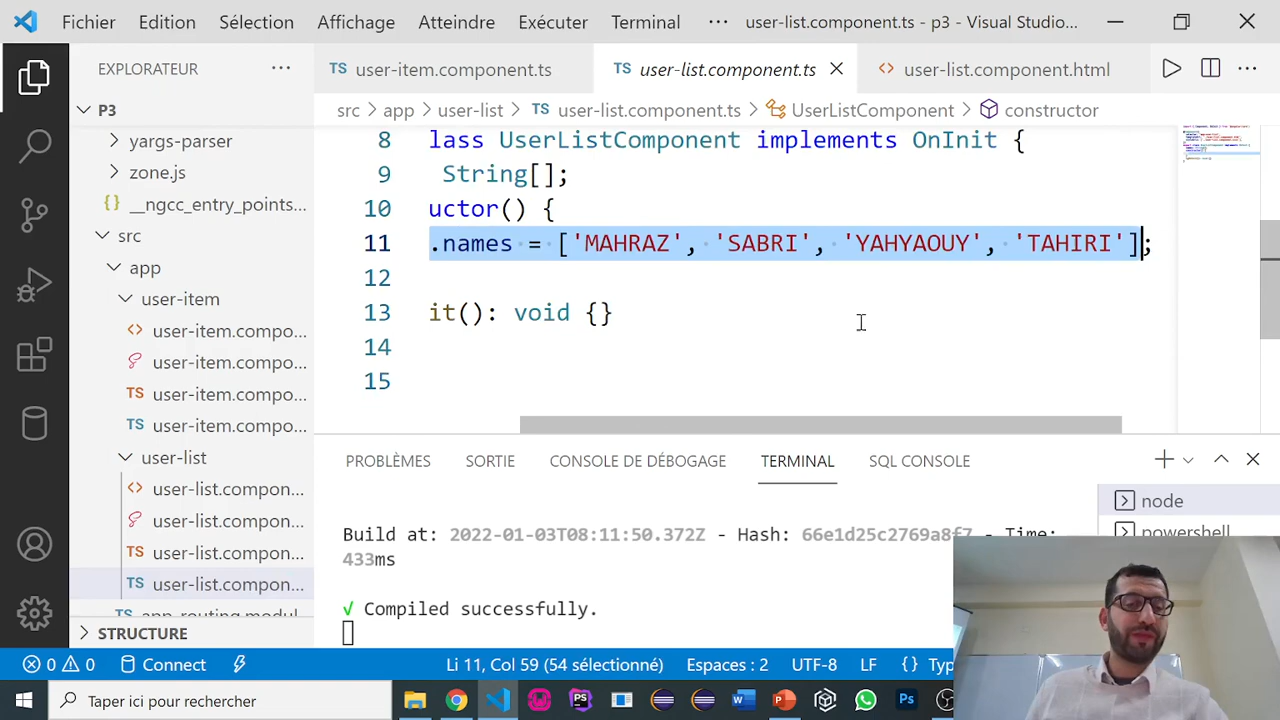 Fichier Edition Sélection Affichage Atteindre Exécuter Terminal ··· user-list.component.ts - p3 - Visual Studio...
EXPLORATEUR ···
TS user-item.component.ts TS user-list.component.ts <> user-list.component.html ···
P3
src > app > user-list > TS user-list.component.ts > UserListComponent > constructor
yargs-parser
zone.js
{} __ngcc_entry_points...
src
app
user-item
<> user-item.compo...
user-item.compo...
TS user-item.compo...
TS user-item.compo...
user-list
<> user-list.compon...
user-list.compon...
TS user-list.compon...
TS user-list.compon...
STRUCTURE
8 lass UserListComponent implements OnInit {
9 String[];
10 uctor() {
11 .names = ['MAHRAZ', 'SABRI', 'YAHYAOUY', 'TAHIRI'];
12
13 it(): void {}
14
15
PROBLÈMES SORTIE CONSOLE DE DÉBOGAGE TERMINAL SQL CONSOLE
node
powershell
Build at: 2022-01-03T08:11:50.372Z - Hash: 66e1d25c2769a8f7 - Time:
433ms
√ Compiled successfully.
0 0 Connect Li 11, Col 59 (54 sélectionné) Espaces : 2 UTF-8 LF {} Typ
Taper ici pour rechercher